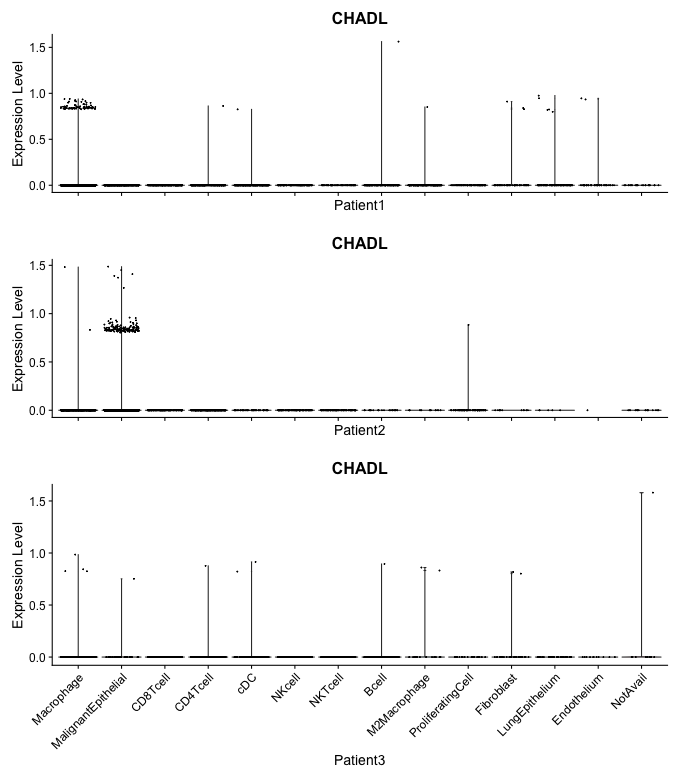 CHADL
Expression Level
1.5
1.0
0.5
0.0
Patient1
CHADL
Expression Level
1.5
1.0
0.5
0.0
Patient2
CHADL
Expression Level
1.5
1.0
0.5
0.0
Macrophage
MalignantEpithelial
CD8Tcell
CD4Tcell
cDC
NKcell
NKTcell
Bcell
M2Macrophage
ProliferatingCell
Fibroblast
LungEpithelium
Endothelium
NotAvail
Patient3